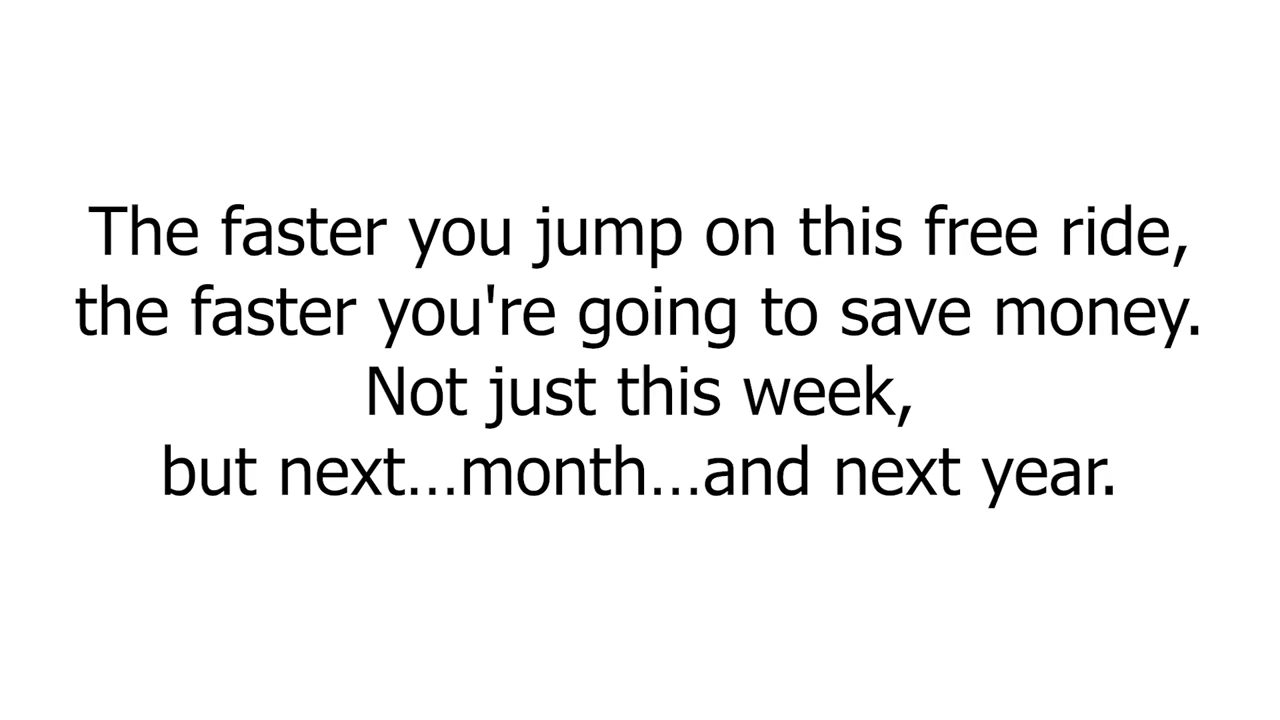 The faster you jump on this free ride,
the faster you're going to save money.
Not just this week,
but next...month...and next year.